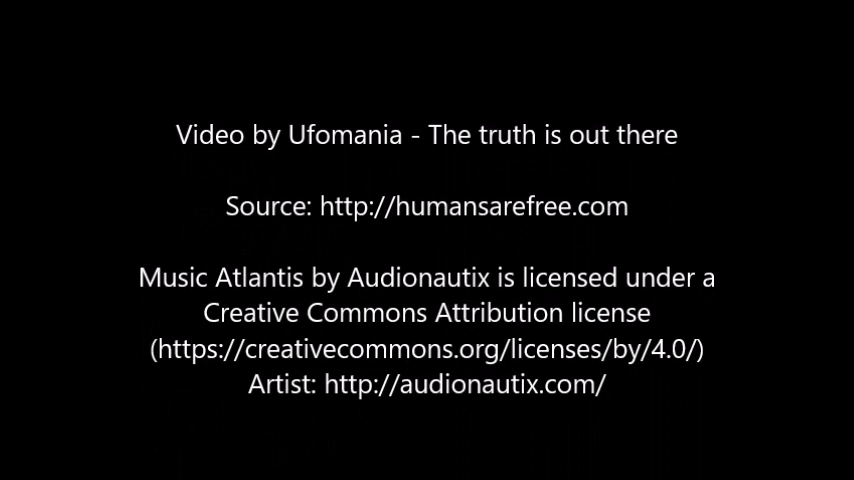 Video by Ufomania - The truth is out there
Source: http://humansarefree.com
Music Atlantis by Audionautix is licensed under a
Creative Commons Attribution license
(https://creativecommons.org/licenses/by/4.0/)
Artist: http://audionautix.com/